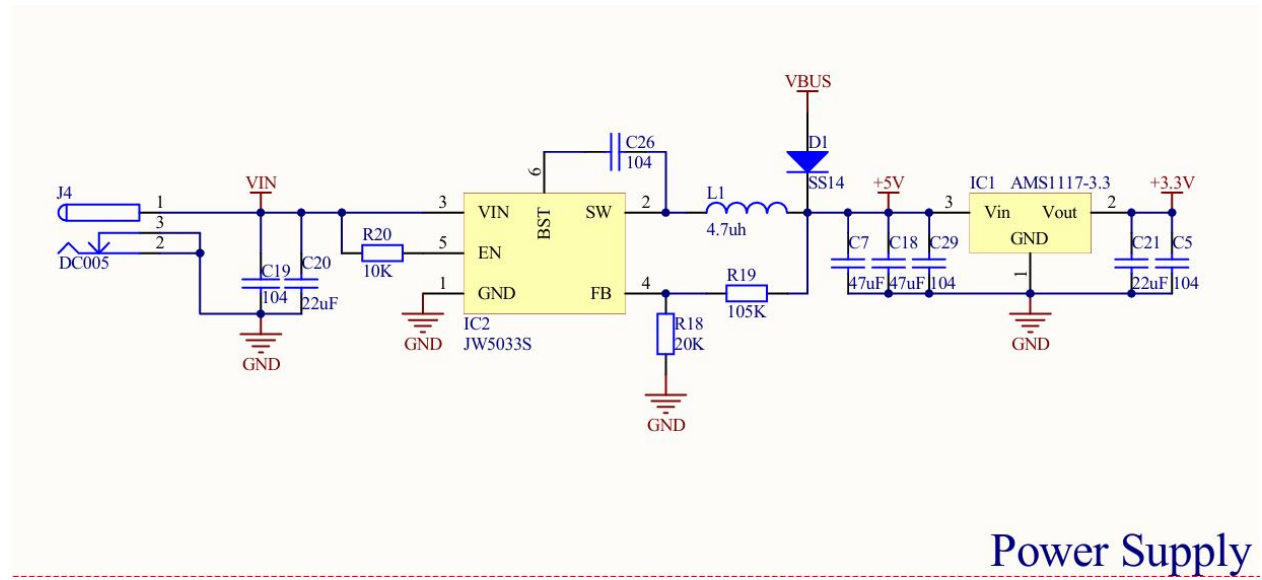 VBUS
C26
104
D1
SS14
6
J4
1
VIN
3
VIN
BST
SW
2
L1
4.7uh
+5V
3
IC1 AMS1117-3.3
Vin
Vout
GND
2
+3.3V
3
2
DC005
R20
10K
5
EN
C19
104
C20
22uF
1
GND
FB
4
R19
105K
C7
47uF
C18
47uF
C29
104
1
C21
22uF
C5
104
GND
GND
IC2
JW5033S
R18
20K
GND
GND
Power Supply